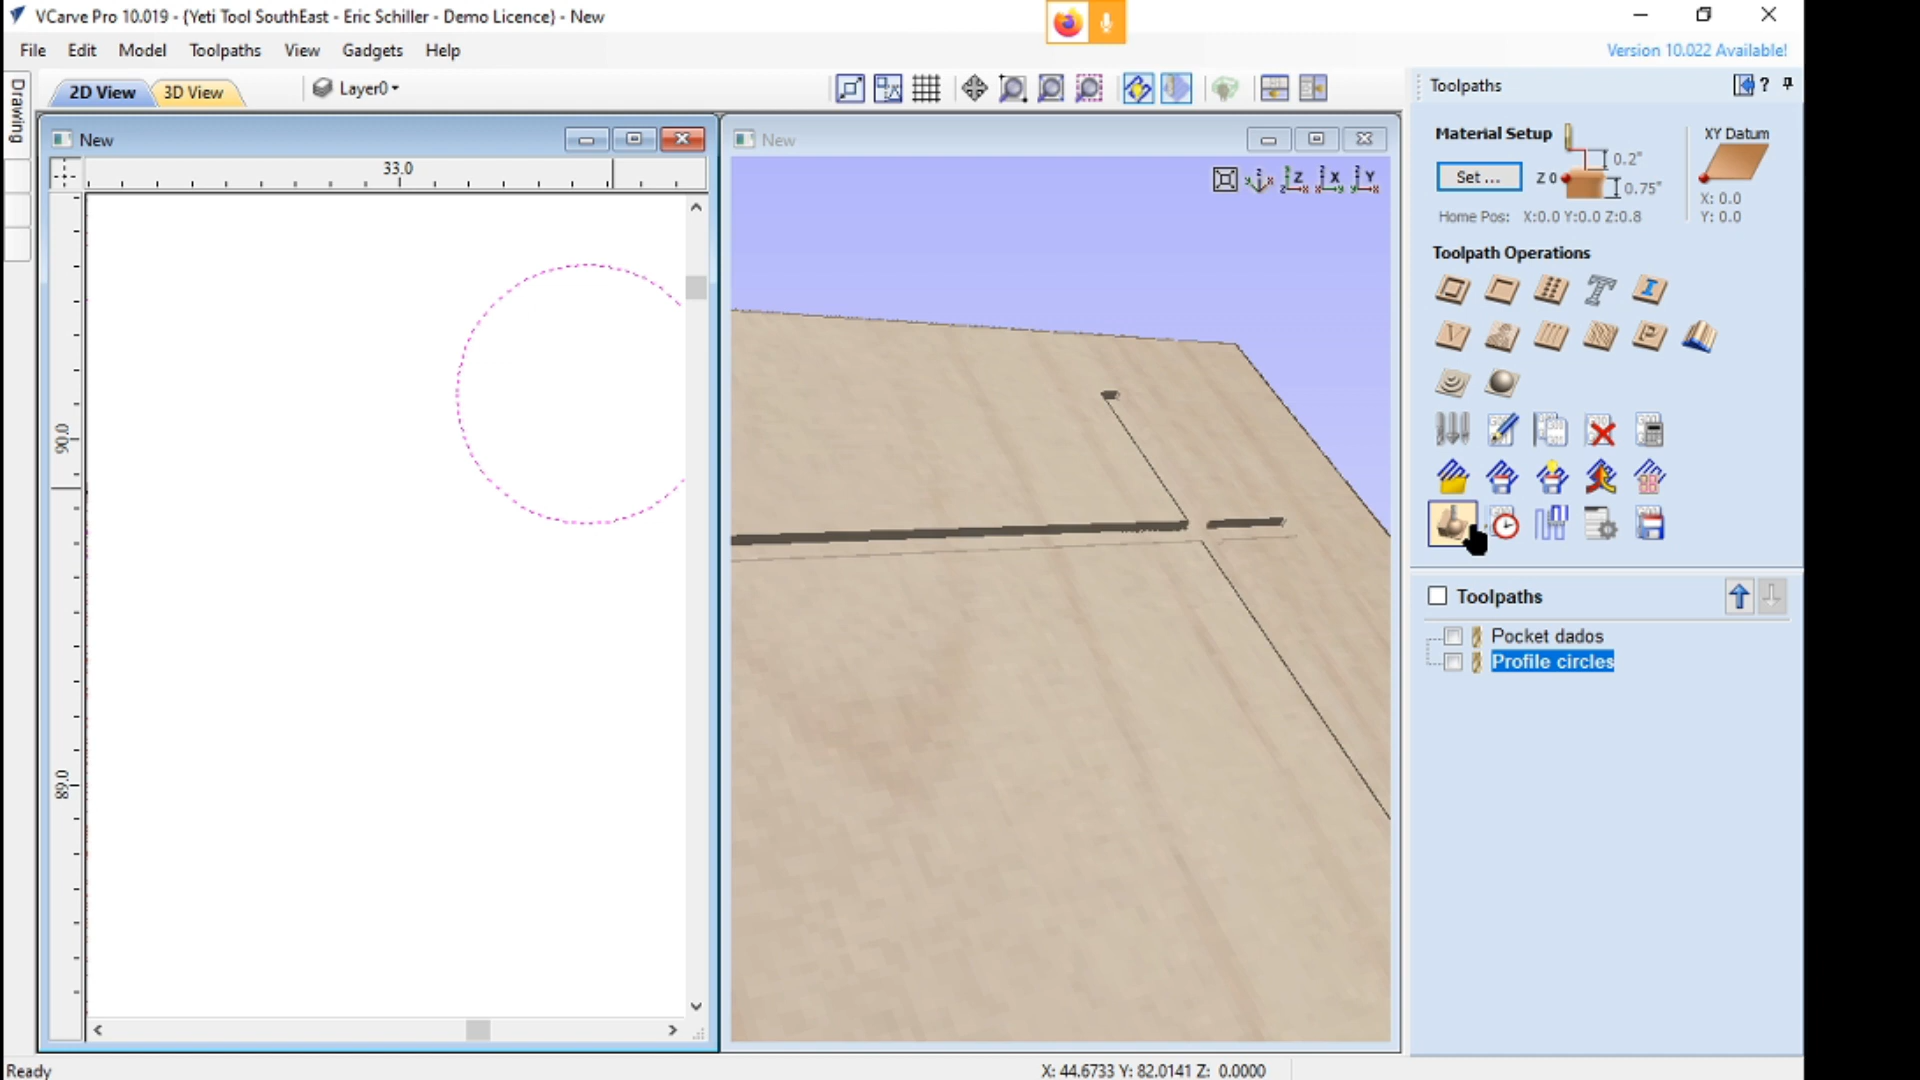 VCarve Pro 10.019 - {Yeti Tool SouthEast - Eric Schiller - Demo Licence} - New
File Edit Model Toolpaths View Gadgets Help
Version 10.022 Available!
Drawing
2D View
3D View
Layer0
Toolpaths
New
New
33.0
90.0
89.0
Z
X
Y
Material Setup
Set ...
Z 0
0.2"
0.75"
XY Datum
X: 0.0
Y: 0.0
Home Pos: X:0.0 Y:0.0 Z:0.8
Toolpath Operations
Toolpaths
Pocket dados
Profile circles
Ready
X: 44.6733 Y: 82.0141 Z: 0.0000